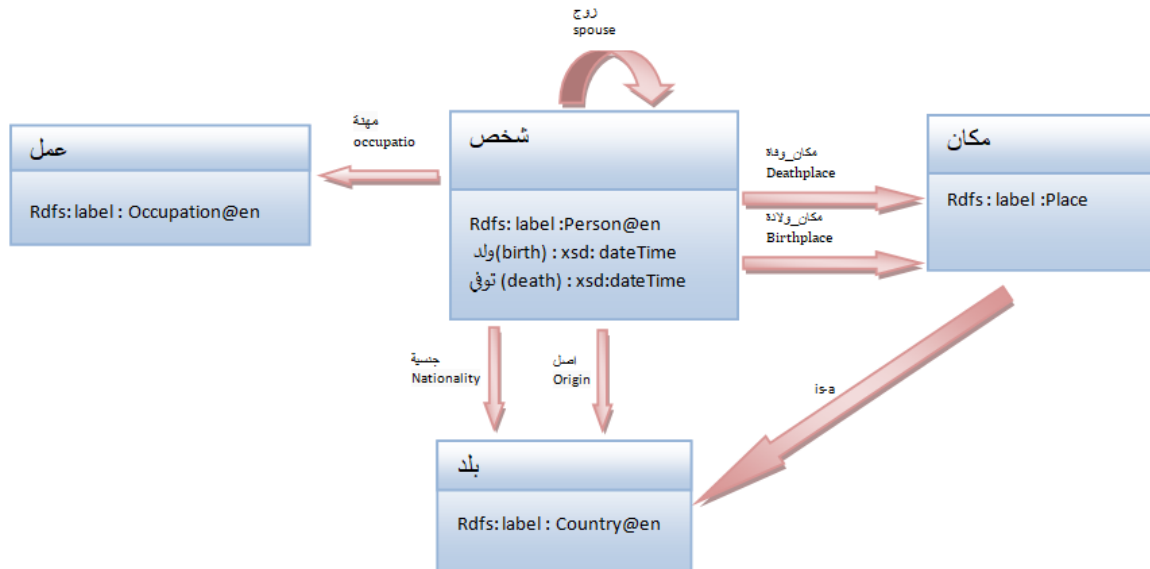 زوج
spouse
مهنة
occupatio
عمل
Rdfs: label : Occupation@en
شخص
Rdfs: label :Person@en
ولد(birth) : xsd: dateTime
توفي (death) : xsd:dateTime
مكان_وفاة
Deathplace
مكان_ولادة
Birthplace
مكان
Rdfs : label :Place
جنسية
Nationality
اصل
Origin
is-a
بلد
Rdfs: label : Country@en